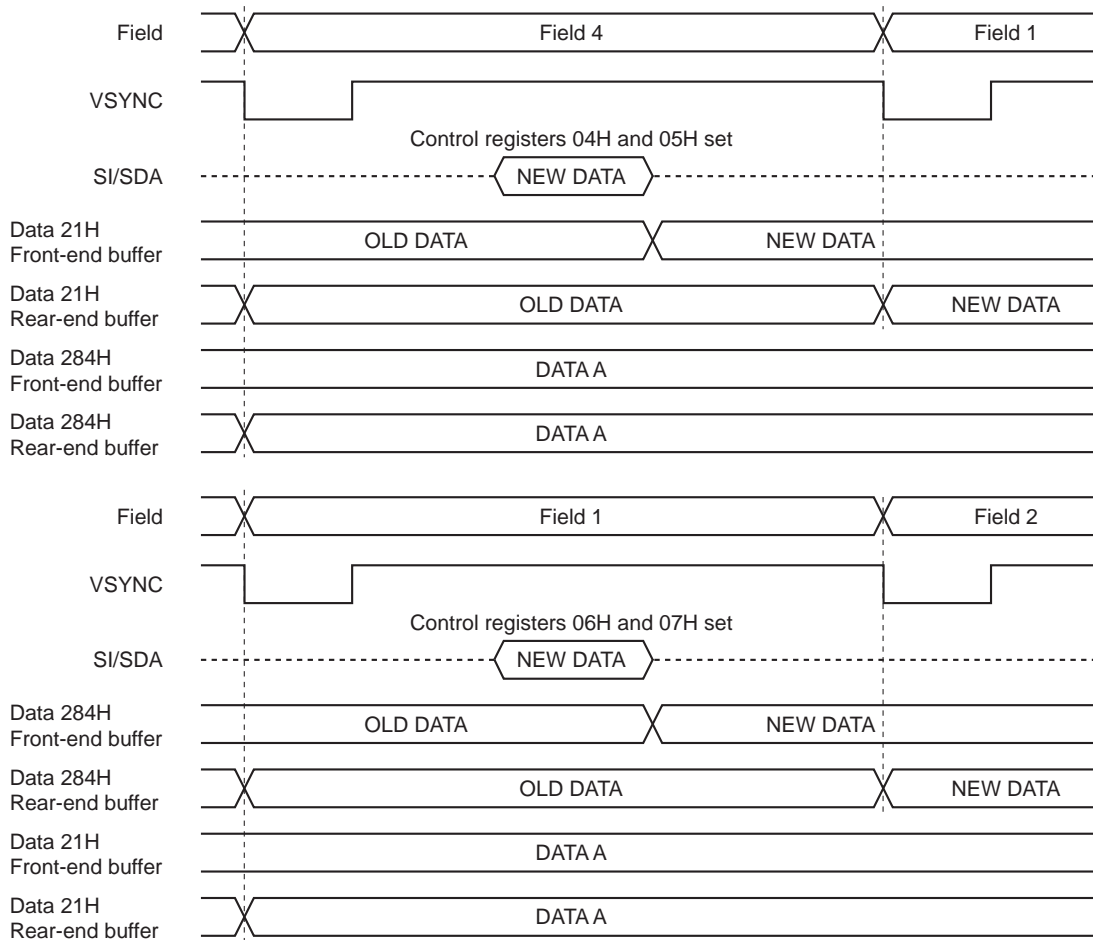 Field Field 4 Field 1
VSYNC
Control registers 04H and 05H set
SI/SDA NEW DATA
Data 21H
Front-end buffer OLD DATA NEW DATA
Data 21H
Rear-end buffer OLD DATA NEW DATA
Data 284H
Front-end buffer DATA A
Data 284H
Rear-end buffer DATA A
Field Field 1 Field 2
VSYNC
Control registers 06H and 07H set
SI/SDA NEW DATA
Data 284H
Front-end buffer OLD DATA NEW DATA
Data 284H
Rear-end buffer OLD DATA NEW DATA
Data 21H
Front-end buffer DATA A
Data 21H
Rear-end buffer DATA A